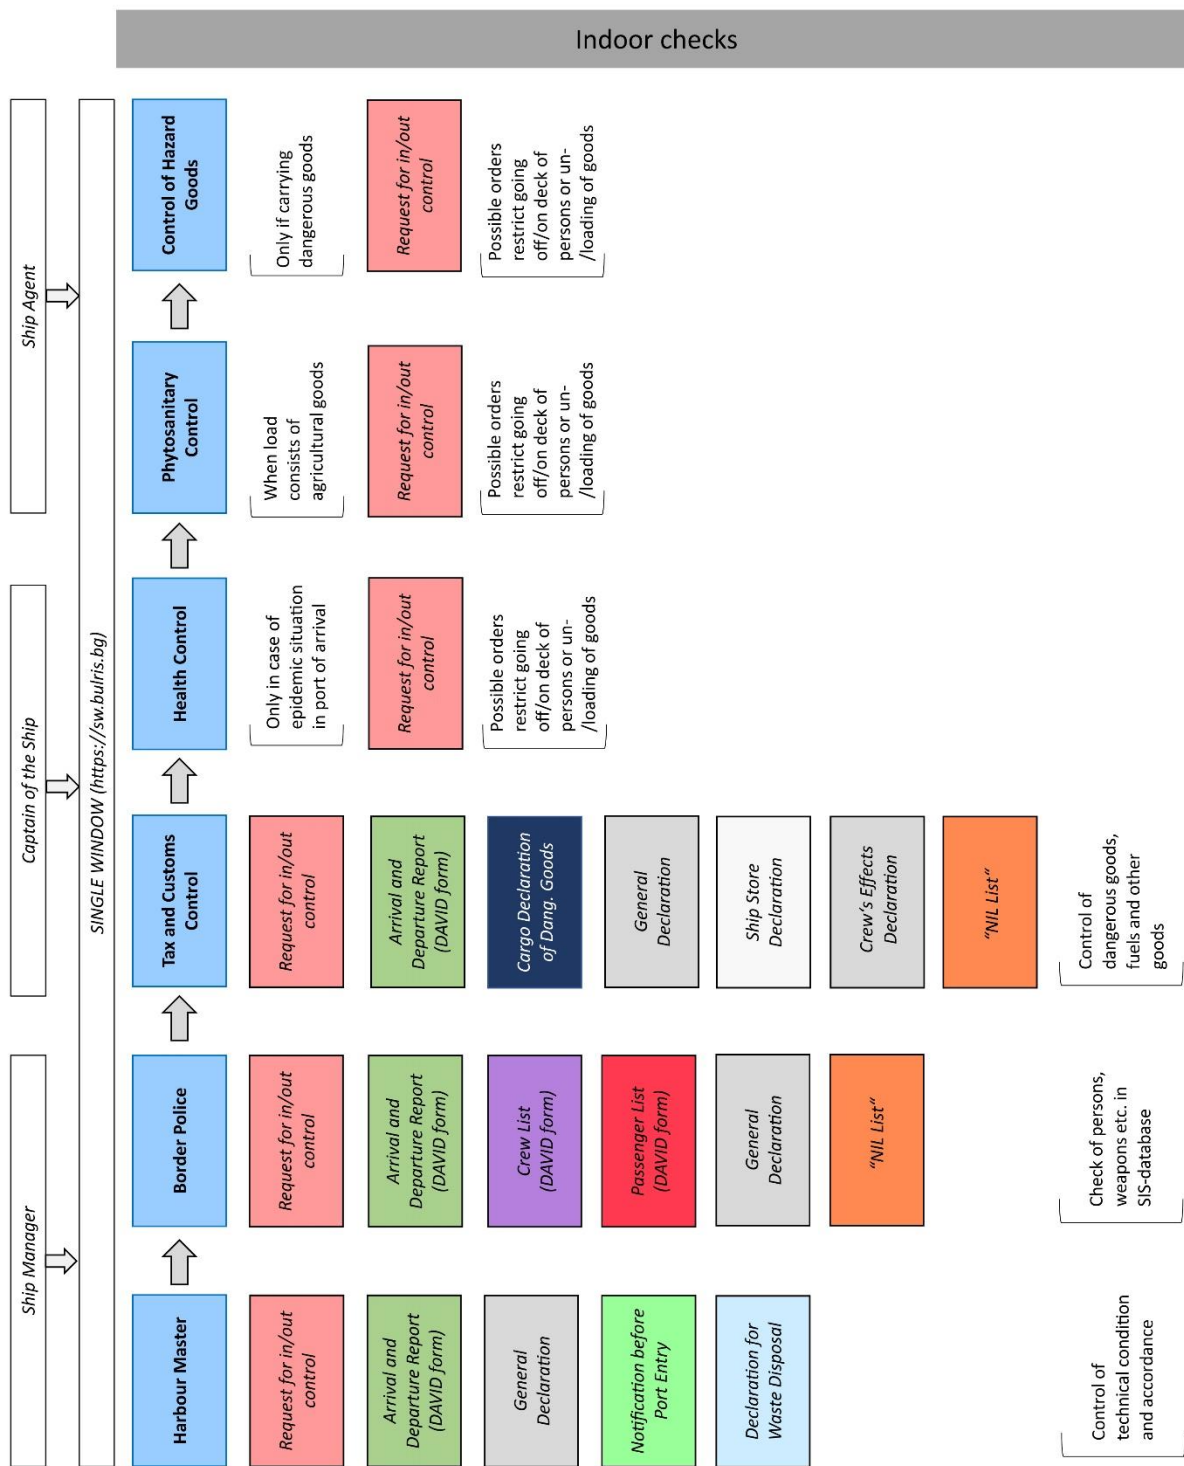 Ship Manager
Captain of the Ship
Ship Agent
SINGLE WINDOW (https://sw.bulris.bg)
Harbour Master
Border Police
Tax and Customs
Control
Health Control
Phytosanitary
Control
Control of Hazard
Goods
Request for in/out
control
Arrival and
Departure Report
(DAVID form)
General
Declaration
Notification before
Port Entry
Declaration for
Waste Disposal
Control of
technical condition
and accordance
Request for in/out
control
Arrival and
Departure Report
(DAVID form)
Crew List
(DAVID form)
Passenger List
(DAVID form)
General
Declaration
“NIL List“
Check of persons,
weapons etc. in
SIS-database
Request for in/out
control
Arrival and
Departure Report
(DAVID form)
Cargo Declaration
of Dang. Goods
General
Declaration
Ship Store
Declaration
Crew's Effects
Declaration
“NIL List“
Control of
dangerous goods,
fuels and other
goods
Only in case of
epidemic situation
in port of arrival
Request for in/out
control
Possible orders
restrict going
off/on deck of
persons or un-
/loading of goods
When load
consists of
agricultural goods
Request for in/out
control
Possible orders
restrict going
off/on deck of
persons or un-
/loading of goods
Only if carrying
dangerous goods
Request for in/out
control
Possible orders
restrict going
off/on deck of
persons or un-
/loading of goods
Indoor checks